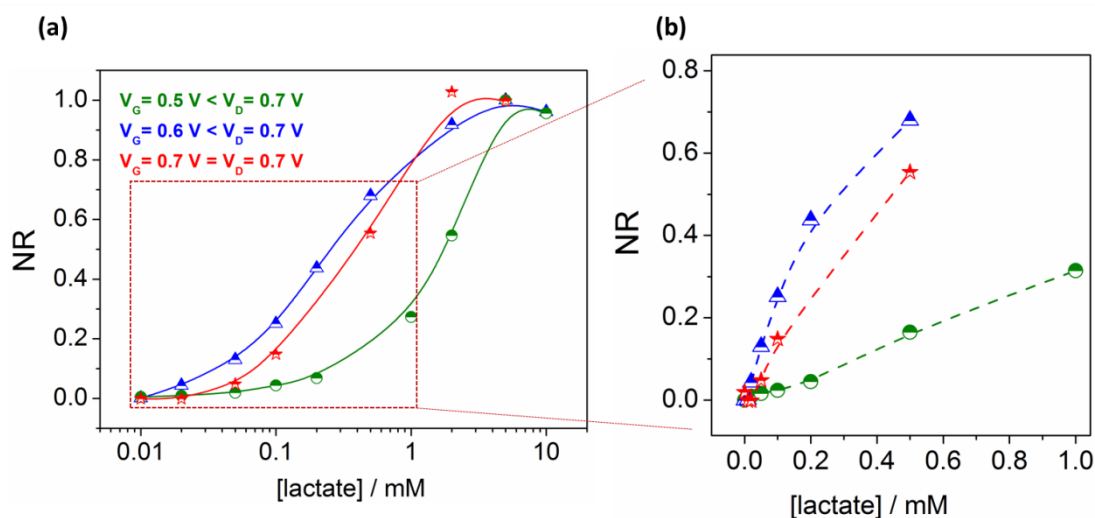 (a)
V_G= 0.5 V < V_D= 0.7 V
V_G= 0.6 V < V_D= 0.7 V
V_G= 0.7 V = V_D= 0.7 V
1.0
0.8
0.6
0.4
0.2
0.0
NR
0.01
0.1
1
10
[lactate] / mM
(b)
0.8
0.6
0.4
0.2
0.0
NR
0.0
0.2
0.4
0.6
0.8
1.0
[lactate] / mM